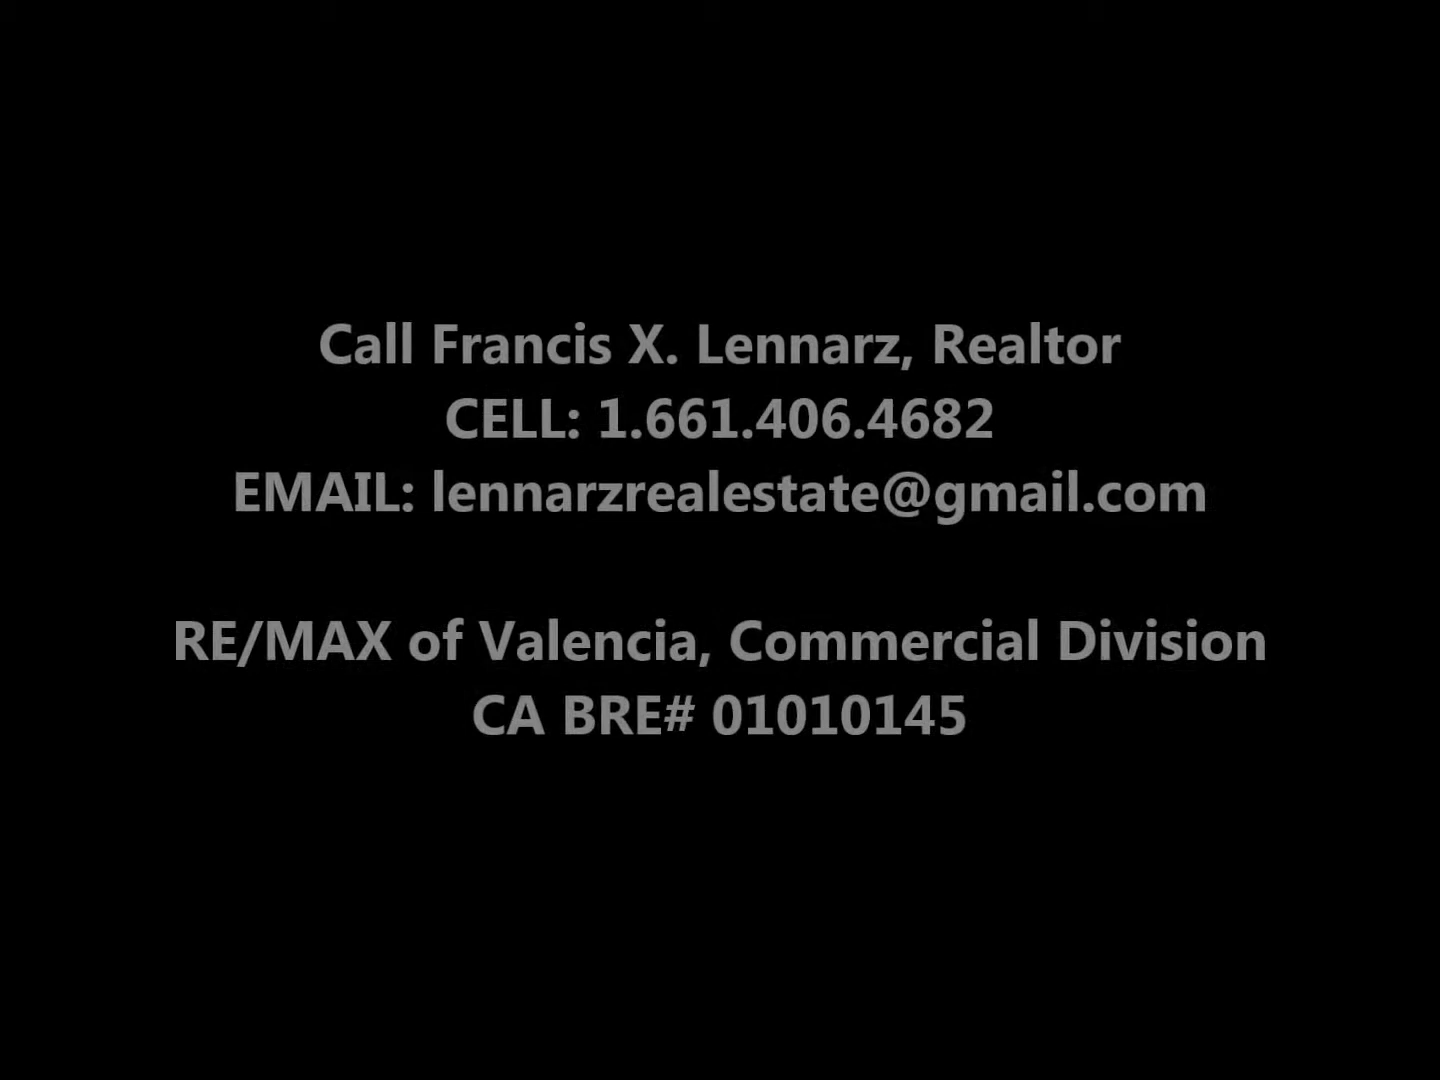 Call Francis X. Lennarz, Realtor
CELL: 1.661.406.4682
EMAIL: lennarzrealestate@gmail.com
RE/MAX of Valencia, Commercial Division
CA BRE# 01010145